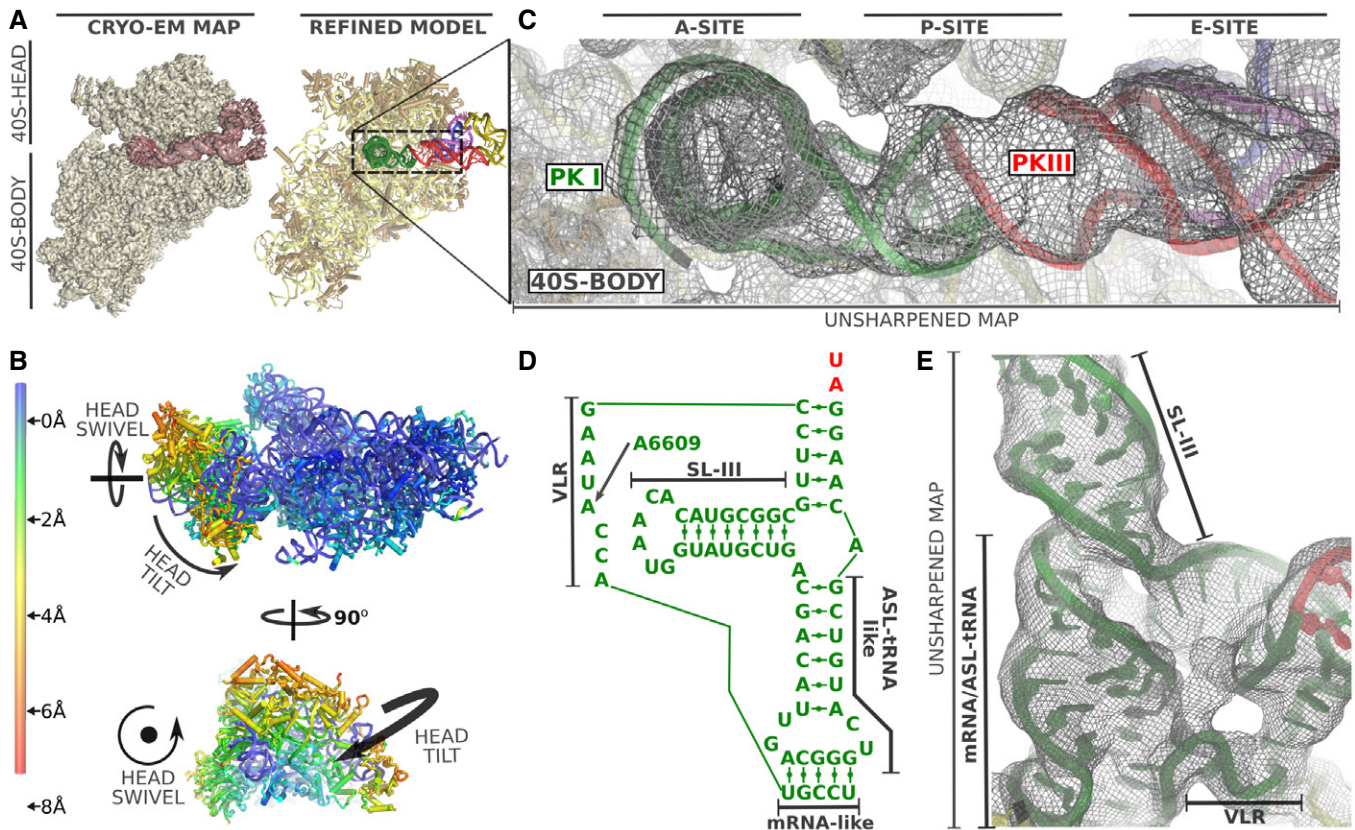 A
CRYO-EM MAP
REFINED MODEL
40S-HEAD
40S-BODY
C
A-SITE
P-SITE
E-SITE
PK I
PKIII
40S-BODY
UNSHARPENED MAP
B
HEAD
SWIVEL
HEAD
TILT
0Å
2Å
4Å
6Å
8Å
90°
HEAD
SWIVEL
HEAD
TILT
D
U
A
G
C G
A C G
A U G
U U A
A A6609
A U C
C SL-III
C A
A
CA
A
A
UG
CAUGCGGC
GUAUGCUG
G
A
A
C G
G C
A U
C G
A U
U A
U
G
C
U
ACGGG
UGCCU
VLR
ASL-tRNA
like
mRNA-like
E
UNSHARPENED MAP
mRNA/ASL-tRNA
SL-III
VLR